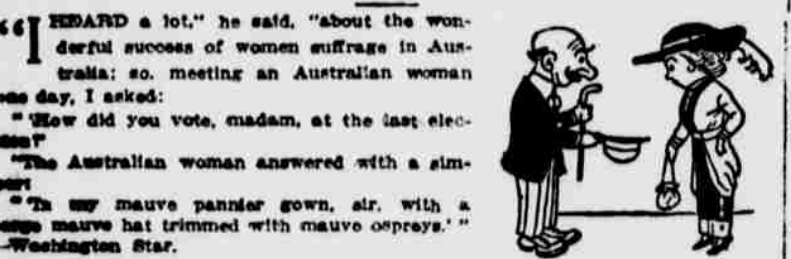 "I HEARD a lot," he said, "about the won-
derful success of women suffrage in Aus-
tralia; so, meeting an Australian woman
one day, I asked:
"'How did you vote, madam, at the last elec-
tion?'
"The Australian woman answered with a sim-
per:
"'In my mauve pannier gown, sir, with a
large mauve hat trimmed with mauve ospreys.'"
—Washington Star.